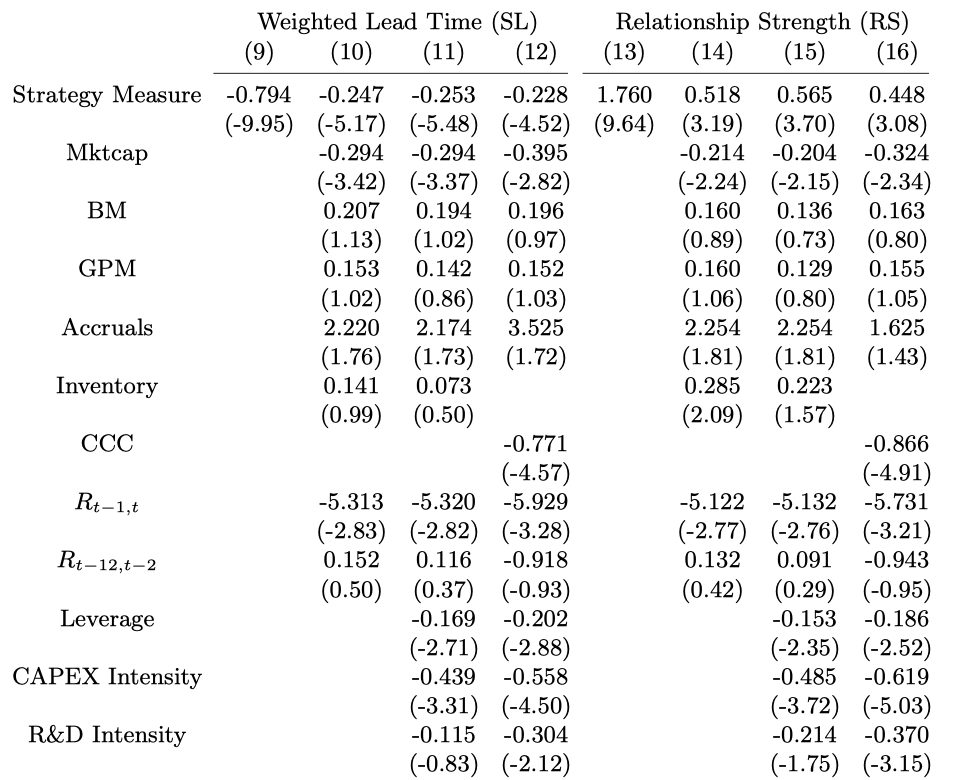 Weighted Lead Time (SL) Relationship Strength (RS)
(9) (10) (11) (12) (13) (14) (15) (16)
Strategy Measure -0.794 -0.247 -0.253 -0.228 1.760 0.518 0.565 0.448
(-9.95) (-5.17) (-5.48) (-4.52) (9.64) (3.19) (3.70) (3.08)
Mktcap -0.294 -0.294 -0.395 -0.214 -0.204 -0.324
(-3.42) (-3.37) (-2.82) (-2.24) (-2.15) (-2.34)
BM 0.207 0.194 0.196 0.160 0.136 0.163
(1.13) (1.02) (0.97) (0.89) (0.73) (0.80)
GPM 0.153 0.142 0.152 0.160 0.129 0.155
(1.02) (0.86) (1.03) (1.06) (0.80) (1.05)
Accruals 2.220 2.174 3.525 2.254 2.254 1.625
(1.76) (1.73) (1.72) (1.81) (1.81) (1.43)
Inventory 0.141 0.073 0.285 0.223
(0.99) (0.50) (2.09) (1.57)
CCC -0.771 -0.866
(-4.57) (-4.91)
R_{t−1,t} -5.313 -5.320 -5.929 -5.122 -5.132 -5.731
(-2.83) (-2.82) (-3.28) (-2.77) (-2.76) (-3.21)
R_{t−12,t−2} 0.152 0.116 -0.918 0.132 0.091 -0.943
(0.50) (0.37) (-0.93) (0.42) (0.29) (-0.95)
Leverage -0.169 -0.202 -0.153 -0.186
(-2.71) (-2.88) (-2.35) (-2.52)
CAPEX Intensity -0.439 -0.558 -0.485 -0.619
(-3.31) (-4.50) (-3.72) (-5.03)
R&D Intensity -0.115 -0.304 -0.214 -0.370
(-0.83) (-2.12) (-1.75) (-3.15)